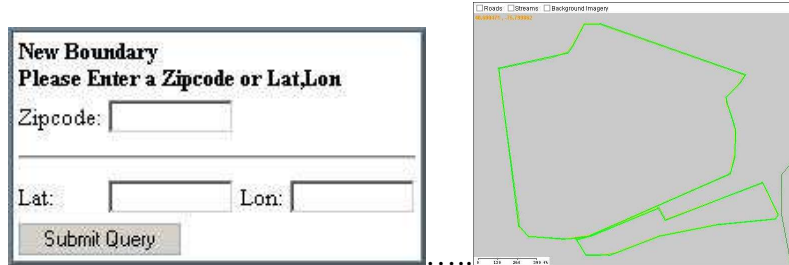 New Boundary
Please Enter a Zipcode or Lat,Lon
Zipcode:
Lat: Lon:
Submit Query
.....
Roads Streams Background Imagery